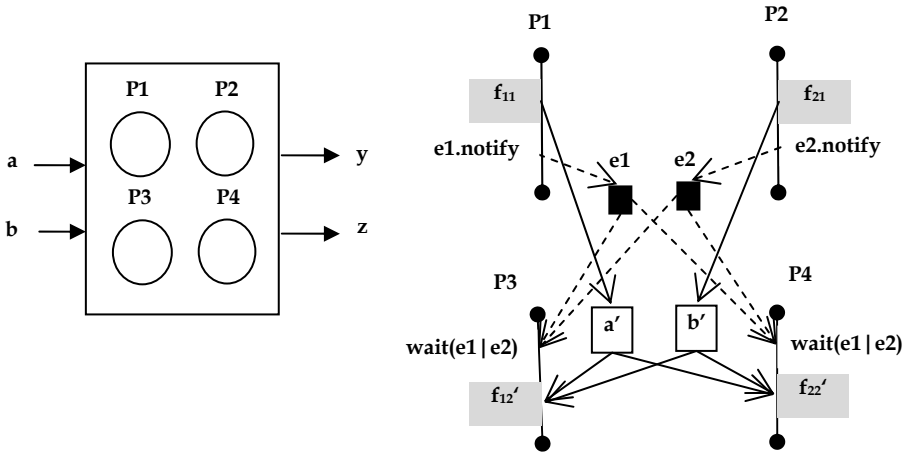 P1 P2
a
b
P3 P4
y
z
P1
P2
f11
f21
e1.notify
e1
e2
e2.notify
P3
P4
a′
b′
wait(e1|e2)
wait(e1|e2)
f12′
f22′